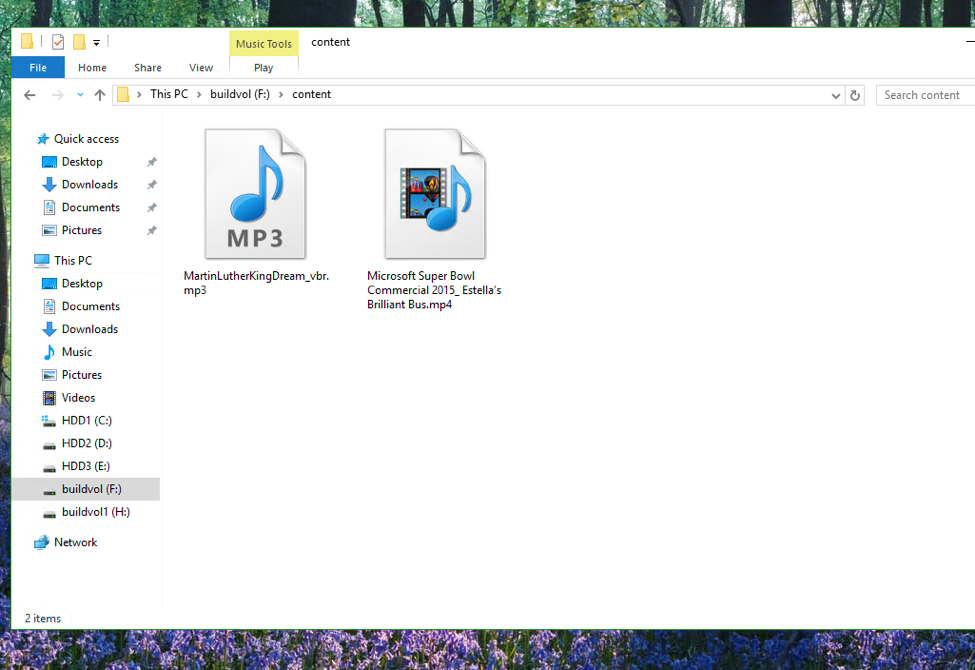 Music Tools
content
File
Home
Share
View
Play
This PC
buildvol (F:)
content
Search content
Quick access
Desktop
Downloads
Documents
Pictures
This PC
Desktop
Documents
Downloads
Music
Pictures
Videos
HDD1 (C:)
HDD2 (D:)
HDD3 (E:)
buildvol (F:)
buildvol1 (H:)
Network
MP3
MartinLutherKingDream_vbr.
mp3
Microsoft Super Bowl
Commercial 2015_ Estella's
Brilliant Bus.mp4
2 items